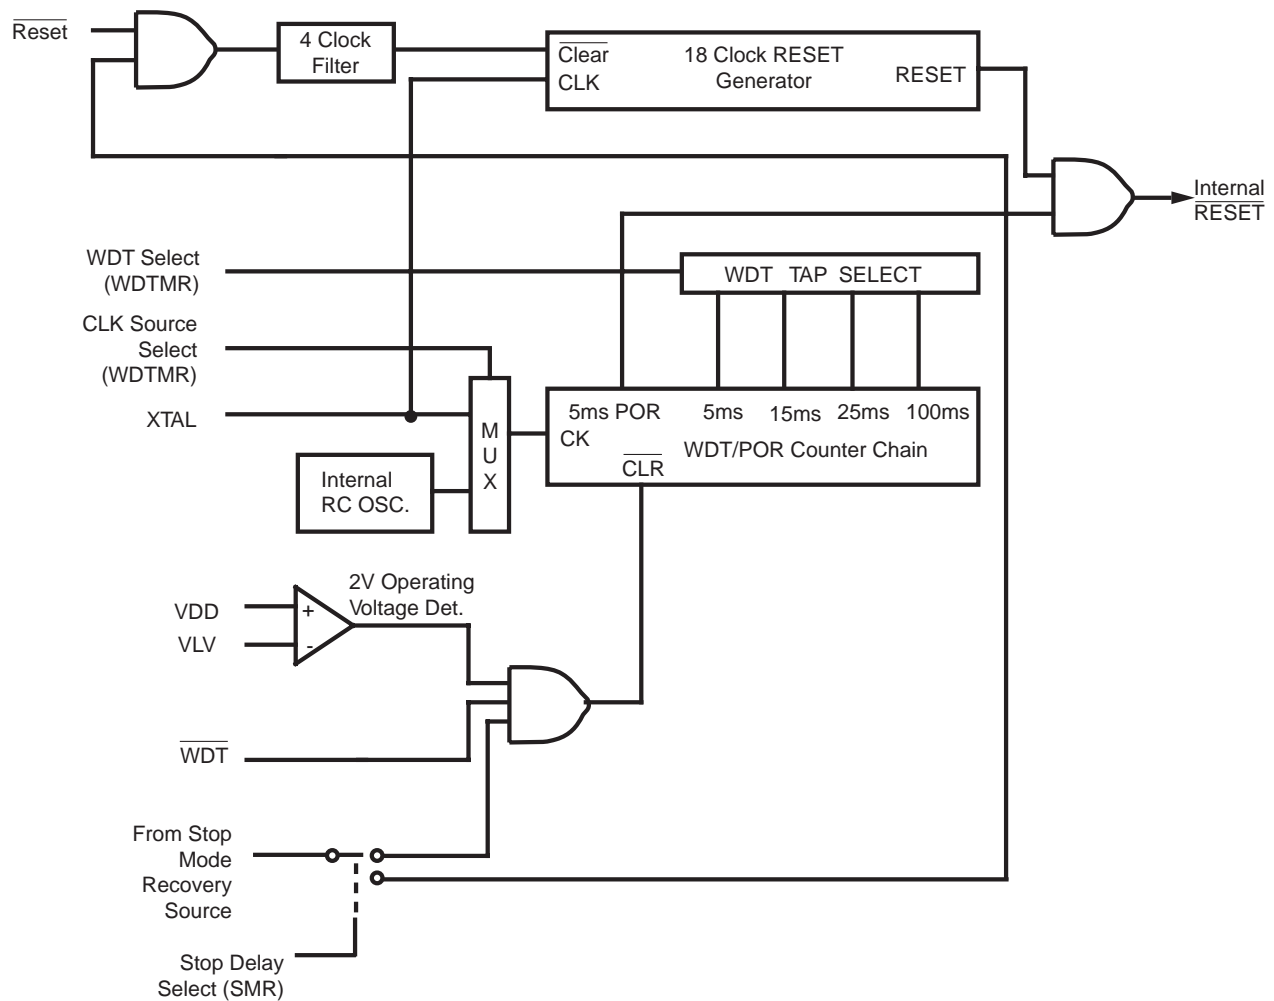 Reset
4 Clock
Filter
Clear
CLK
18 Clock RESET
Generator
RESET
Internal
RESET
WDT Select
(WDTMR)
WDT TAP SELECT
CLK Source
Select
(WDTMR)
XTAL
M
U
X
5ms POR
5ms
15ms
25ms
100ms
CK
WDT/POR Counter Chain
CLR
Internal
RC OSC.
2V Operating
Voltage Det.
VDD
+
VLV
-
WDT
From Stop
Mode
Recovery
Source
Stop Delay
Select (SMR)